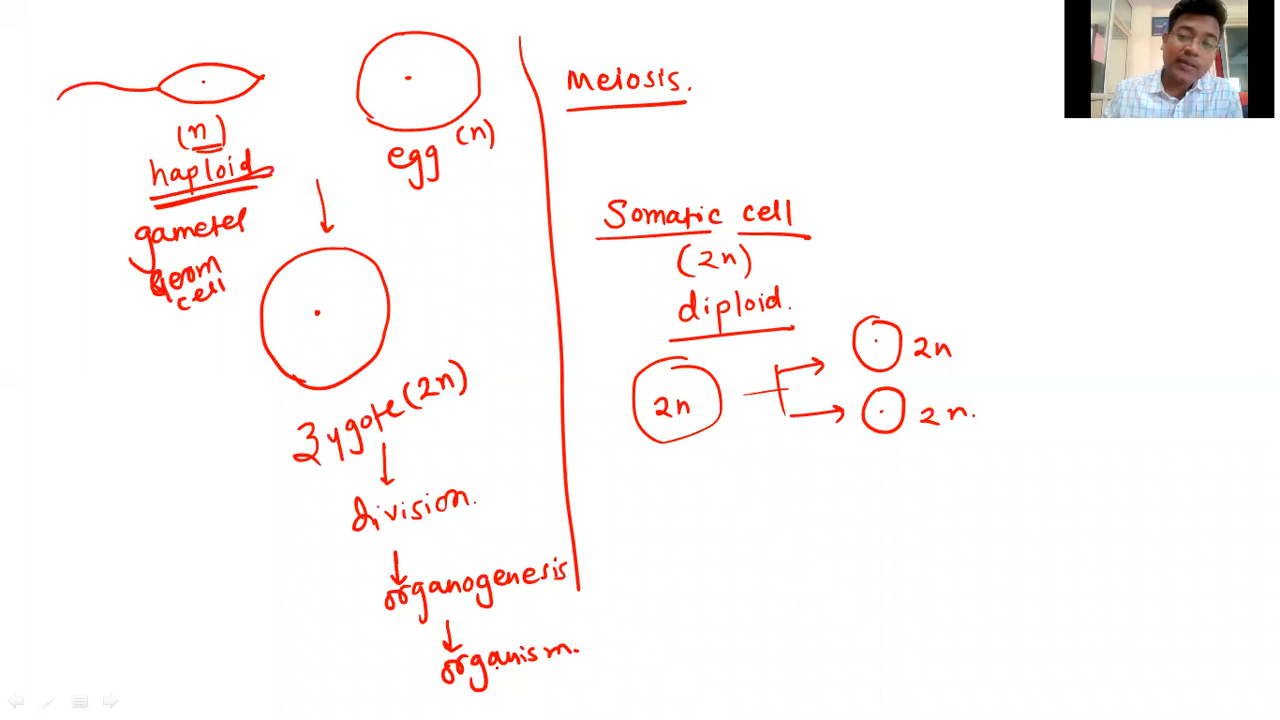 (n)
haploid
gametes
germ
cell
egg (n)
zygote (2n)
division.
organogenesis
organism.
meiosis.
Somatic cell
(2n)
diploid.
2n
2n
2n.